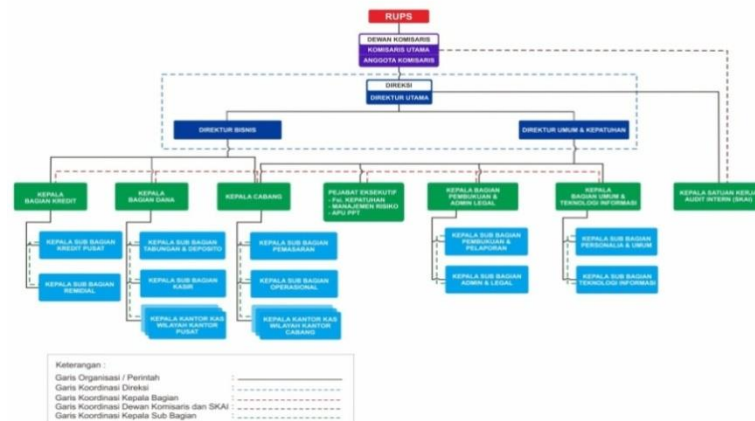 RUPS
DEWAN KOMISARIS
KOMISARIS UTAMA
ANGGOTA KOMISARIS
DIREKSI
DIREKTUR UTAMA
DIREKTUR BISNIS
DIREKTUR UMUM & KEPATUHAN
KEPALA
BAGIAN KREDIT
KEPALA
BAGIAN DANA
KEPALA CABANG
PEJABAT EKSEKUTIF
- Fsi. KEPATUHAN
- MANAJEMEN RISIKO
- APU PPT
KEPALA BAGIAN
PEMBUKUAN &
ADMIN LEGAL
KEPALA
BAGIAN UMUM &
TEKNOLOGI INFORMASI
KEPALA SATUAN KERJA
AUDIT INTERN (SKAI)
KEPALA SUB BAGIAN
KREDIT PUSAT
KEPALA SUB BAGIAN
REMIDIAL
KEPALA SUB BAGIAN
TABUNGAN & DEPOSITO
KEPALA SUB BAGIAN
KASIR
KEPALA KANTOR KAS
WILAYAH KANTOR
PUSAT
KEPALA SUB BAGIAN
PEMASARAN
KEPALA SUB BAGIAN
OPERASIONAL
KEPALA KANTOR KAS
WILAYAH KANTOR
CABANG
KEPALA SUB BAGIAN
PEMBUKUAN &
PELAPORAN
KEPALA SUB BAGIAN
ADMIN & LEGAL
KEPALA SUB BAGIAN
PERSONALIA & UMUM
KEPALA SUB BAGIAN
TEKNOLOGI INFORMASI
Keterangan :
Garis Organisasi / Perintah :
Garis Koordinasi Direksi :
Garis Koordinasi Kepala Bagian :
Garis Koordinasi Dewan Komisaris dan SKAI :
Garis Koordinasi Kepala Sub Bagian :